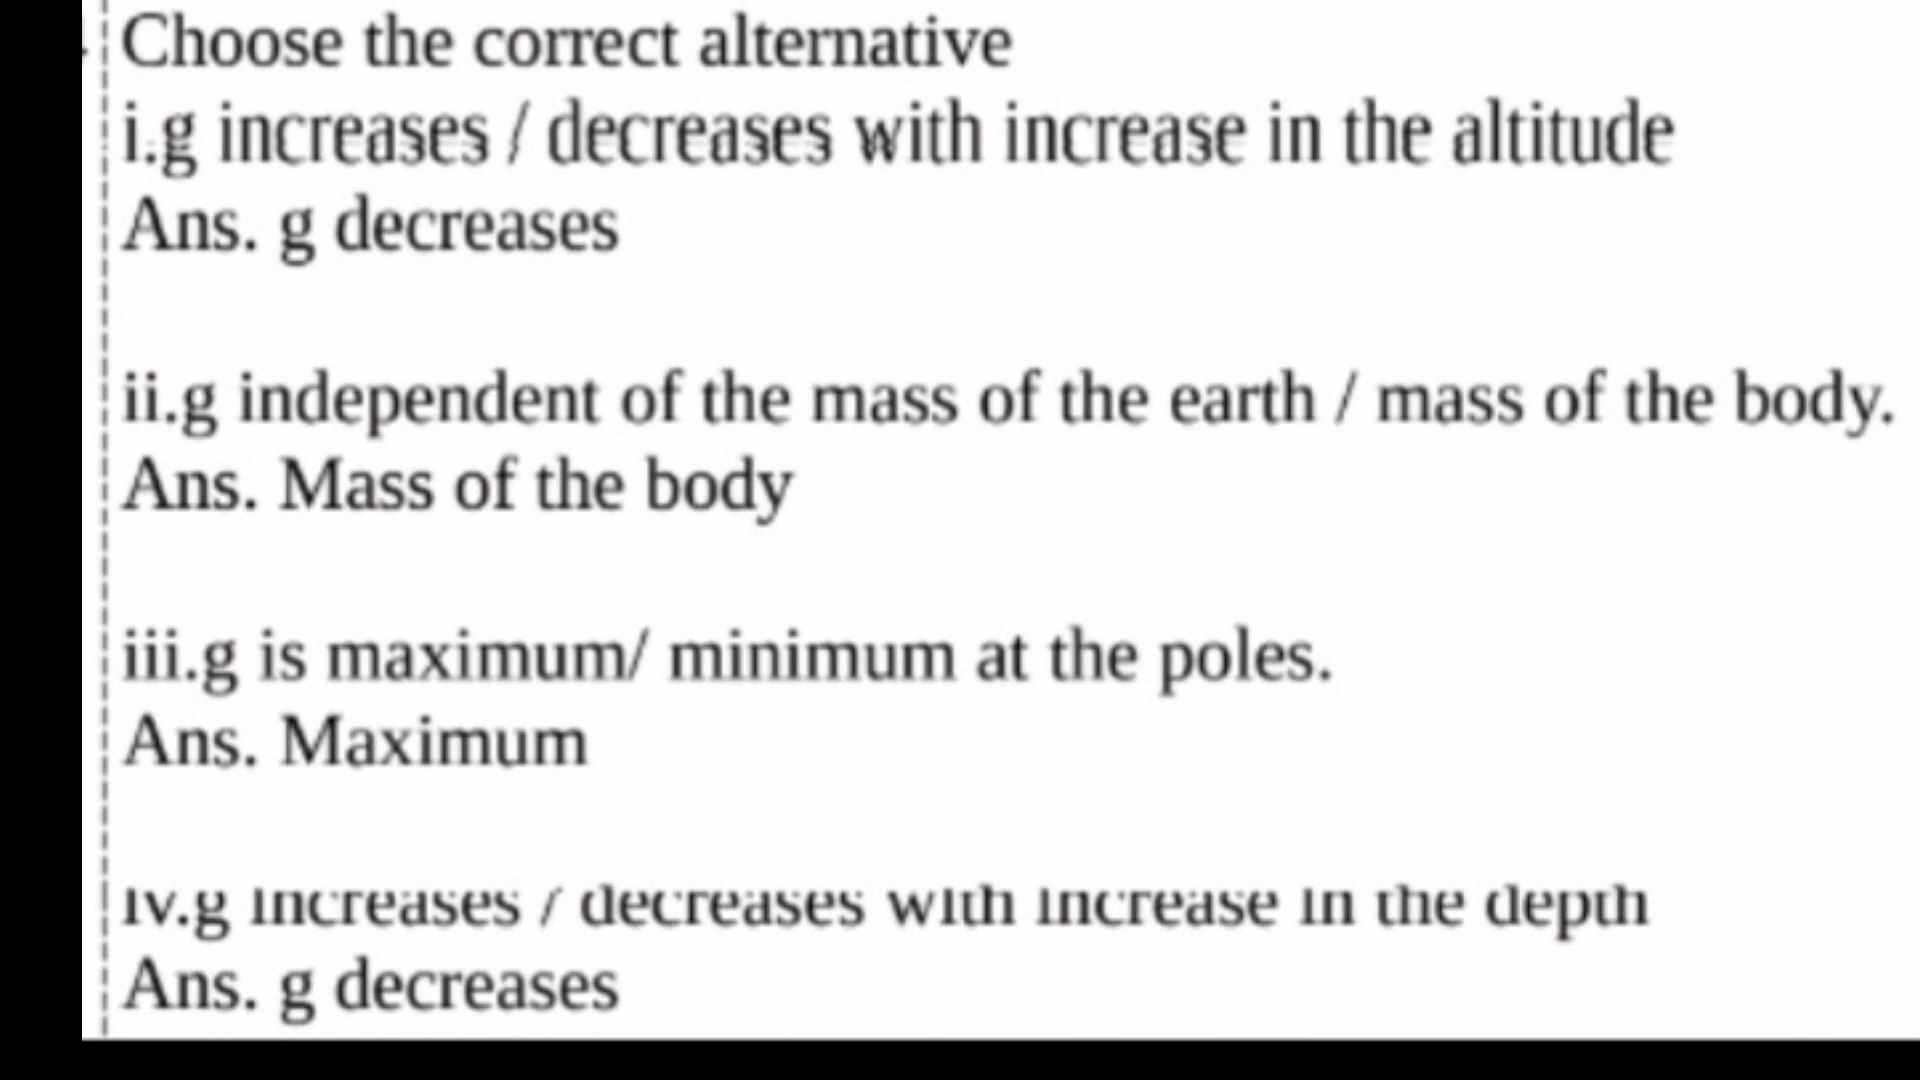 Choose the correct alternative
i.g increases / decreases with increase in the altitude
Ans. g decreases
ii.g independent of the mass of the earth / mass of the body.
Ans. Mass of the body
iii.g is maximum/ minimum at the poles.
Ans. Maximum
iv.g increases / decreases with increase in the depth
Ans. g decreases